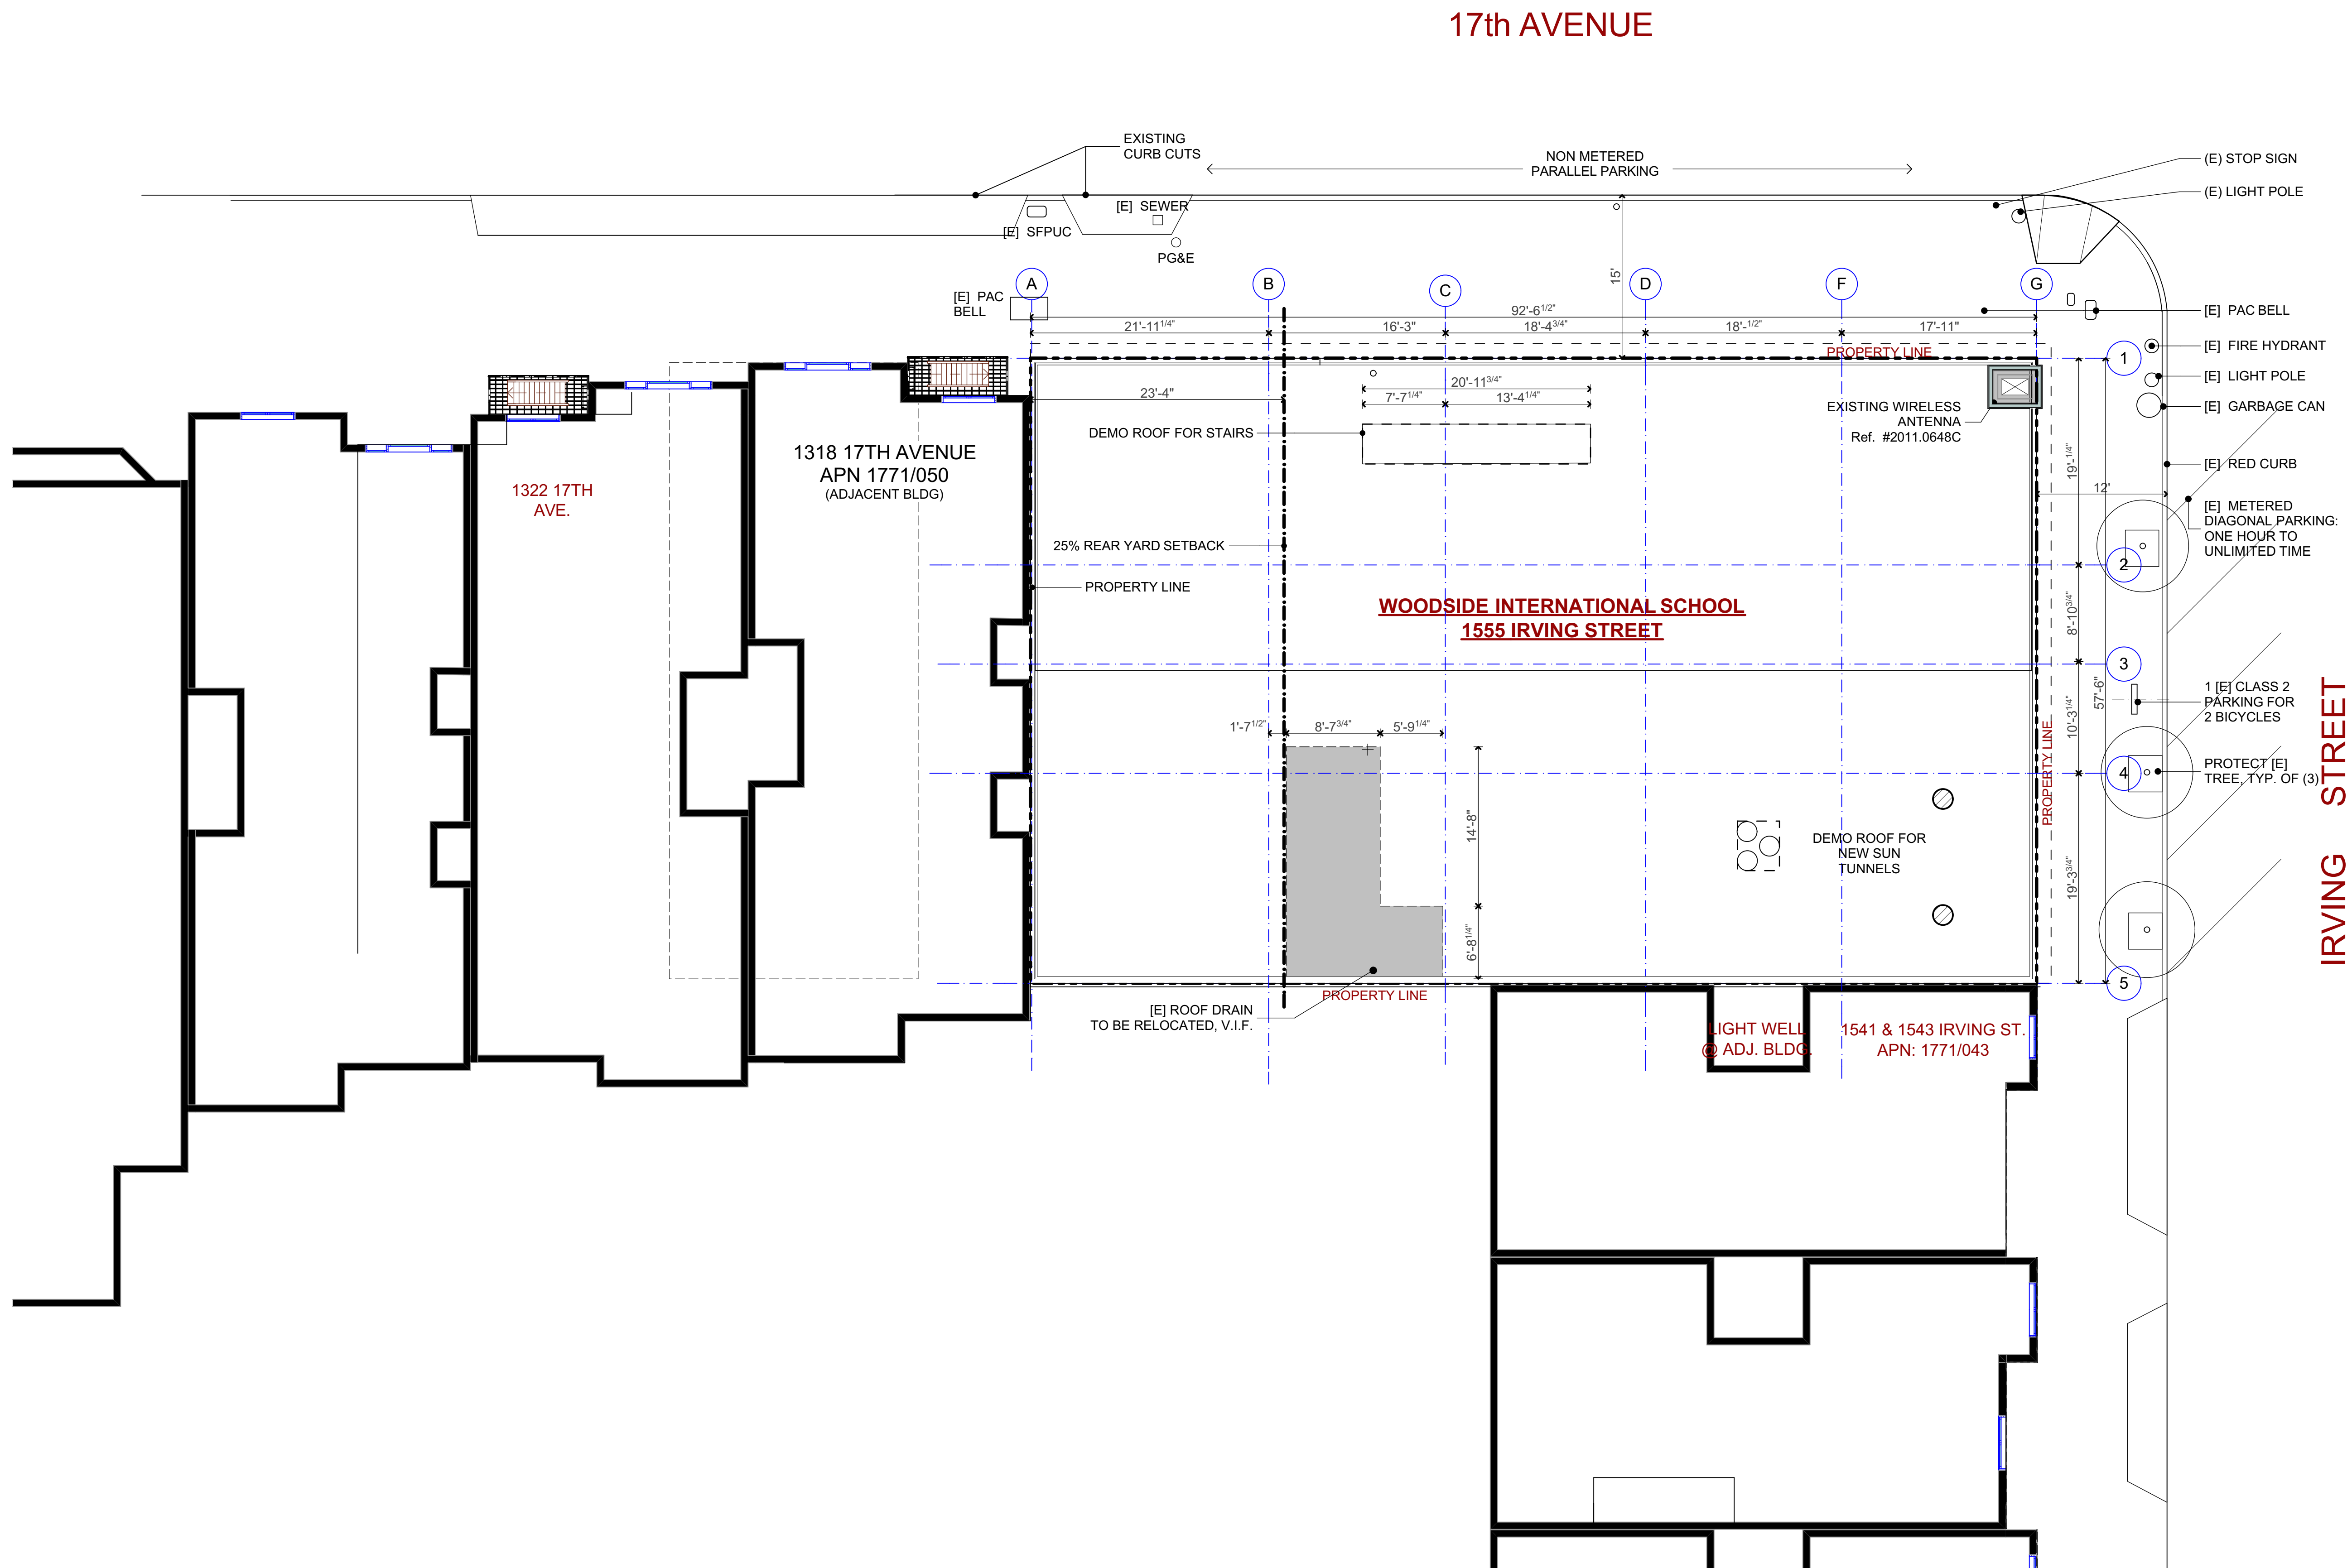 17th AVENUE
EXISTING
CURB CUTS
NON METERED
PARALLEL PARKING
(E) STOP SIGN
(E) LIGHT POLE
[E] SEWER
[E] SFPUC
PG&E
15'
[E] PAC
BELL
A
B
C
D
F
G
[E] PAC BELL
92'-6 1/2"
21'-11 1/4"
16'-3"
18'-4 3/4"
18'- 1/2"
17'-11"
PROPERTY LINE
1
[E] FIRE HYDRANT
[E] LIGHT POLE
[E] GARBAGE CAN
23'-4"
20'-11 3/4"
7'-7 1/4"
13'-4 1/4"
EXISTING WIRELESS
ANTENNA
Ref. #2011.0648C
DEMO ROOF FOR STAIRS
1318 17TH AVENUE
APN 1771/050
(ADJACENT BLDG)
1322 17TH
AVE.
19'- 1/4"
[E] RED CURB
12'
[E] METERED
DIAGONAL PARKING:
ONE HOUR TO
UNLIMITED TIME
25% REAR YARD SETBACK
2
PROPERTY LINE
WOODSIDE INTERNATIONAL SCHOOL
1555 IRVING STREET
8'-10 3/4"
3
57'-6"
10'-3 1/4"
1 [E] CLASS 2
PARKING FOR
2 BICYCLES
1'-7 1/2"
8'-7 3/4"
5'-9 1/4"
PROPERTY LINE
4
PROTECT [E]
TREE, TYP. OF (3)
IRVING STREET
14'-8"
DEMO ROOF FOR
NEW SUN
TUNNELS
19'-3 3/4"
6'-8 1/4"
5
PROPERTY LINE
[E] ROOF DRAIN
TO BE RELOCATED, V.I.F.
LIGHT WELL
@ ADJ. BLDG.
1541 & 1543 IRVING ST.
APN: 1771/043